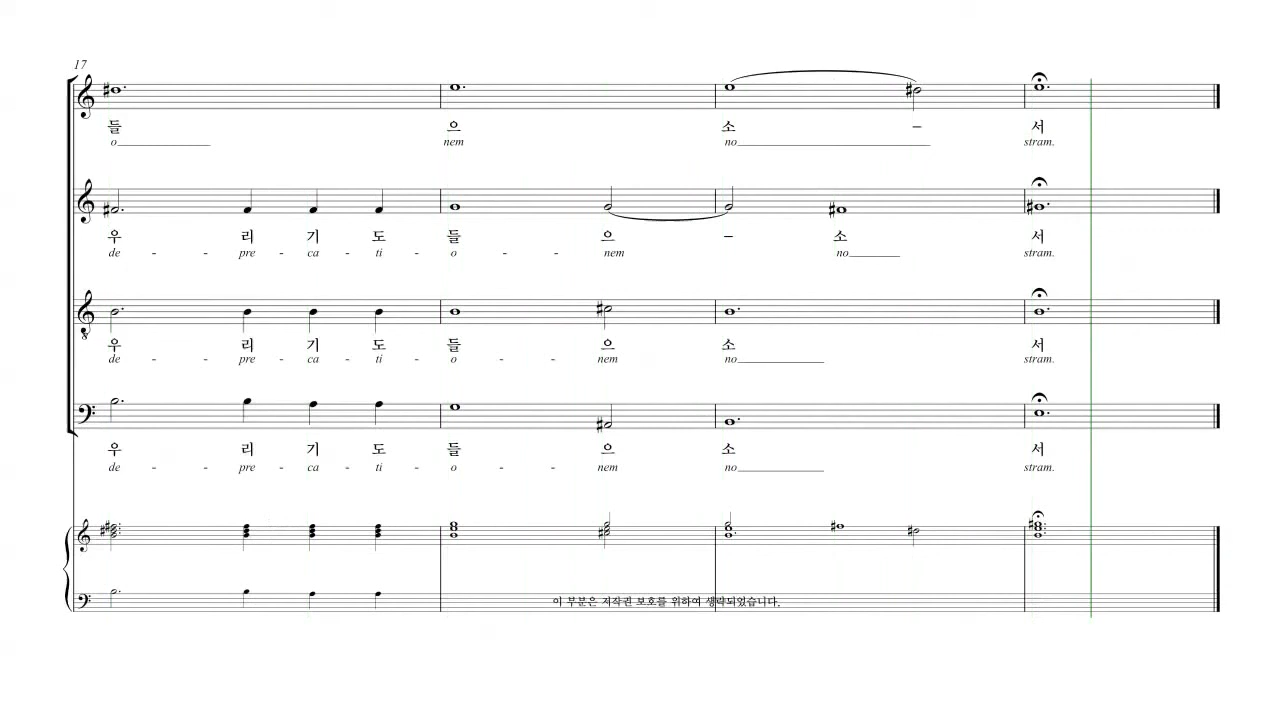 17
들 으 소 – 서
o nem no stram.
우 리 기 도 들 으 – 소 서
de - - pre - ca - ti - o - - nem no stram.
우 리 기 도 들 으 소 서
de - - pre - ca - ti - o - - nem no stram.
우 리 기 도 들 으 소 서
de - - pre - ca - ti - o - - nem no stram.
이 부분은 저작권 보호를 위하여 생략되었습니다.